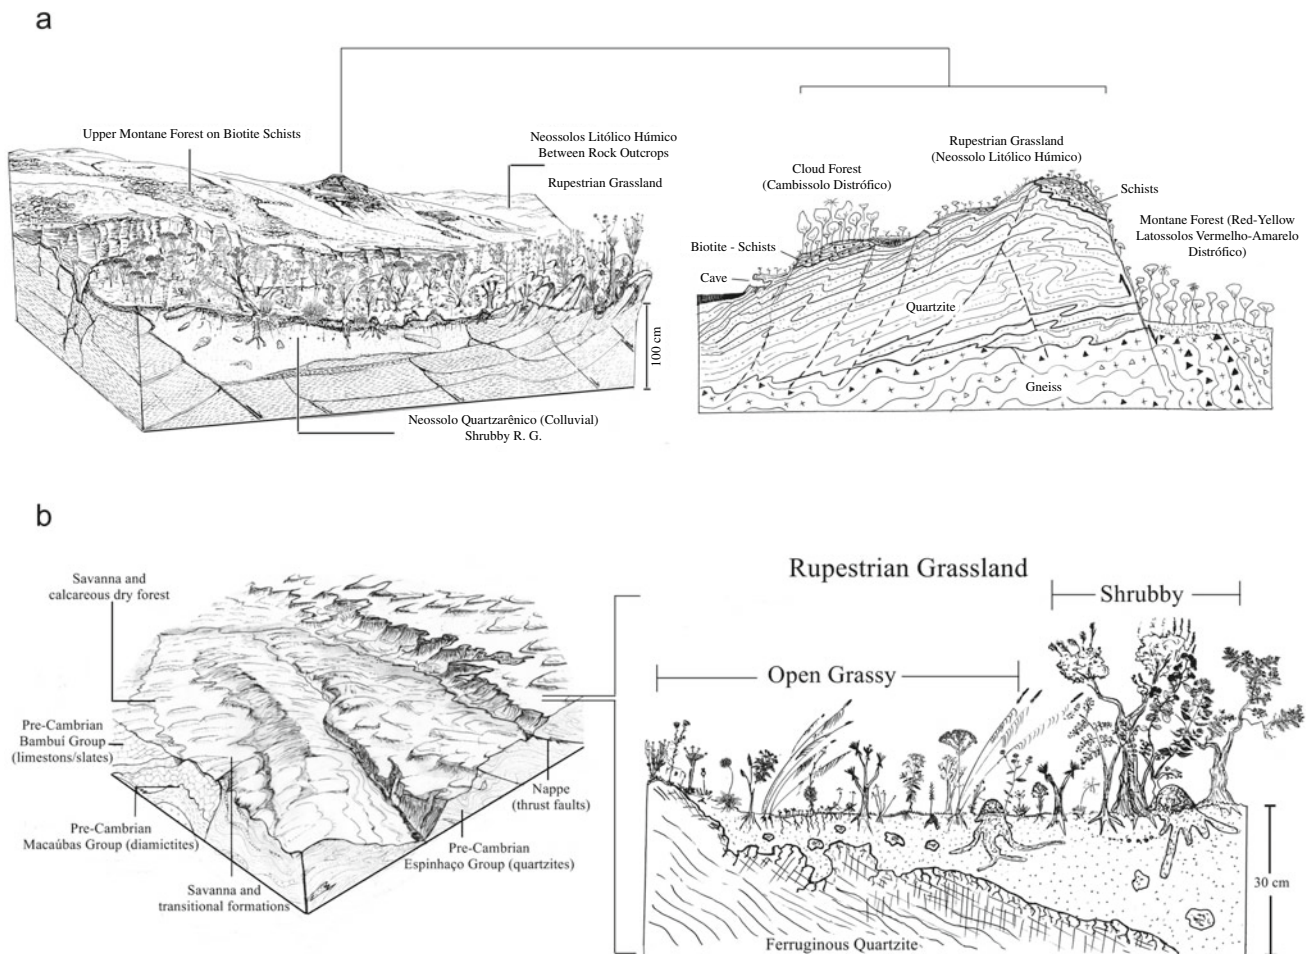 a
Upper Montane Forest on Biotite Schists
Neossolos Litólico Húmico
Between Rock Outcrops
Rupestrian Grassland
100 cm
Neossolo Quartzarênico (Colluvial)
Shrubby R. G.
Rupestrian Grassland
(Neossolo Litólico Húmico)
Cloud Forest
(Cambissolo Distrófico)
Schists
Montane Forest (Red-Yellow
Latossolos Vermelho-Amarelo
Distrófico)
Biotite - Schists
Cave
Quartzite
Gneiss
b
Savanna and
calcareous dry forest
Pre-Cambrian
Bambuí Group
(limestons/slates)
Pre-Cambrian
Macaúbas Group (diamictites)
Savanna and
transitional formations
Pre-Cambrian
Espinhaço Group (quartzites)
Nappe
(thrust faults)
Rupestrian Grassland
Shrubby
Open Grassy
30 cm
Ferruginous Quartzite